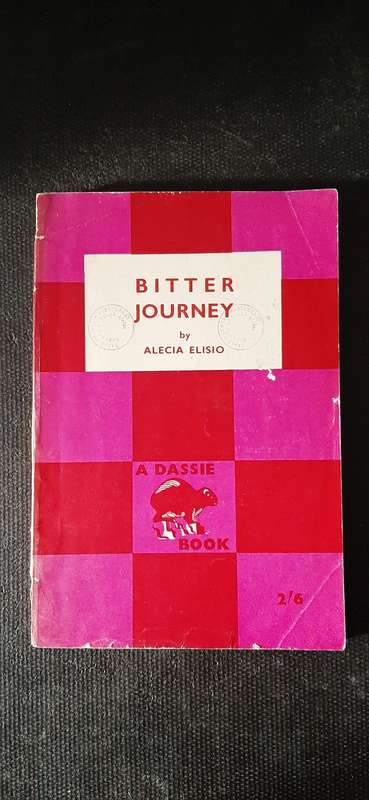 BITTER
JOURNEY
by
ALECIA ELISIO
A DASSIE
BOOK
2/6